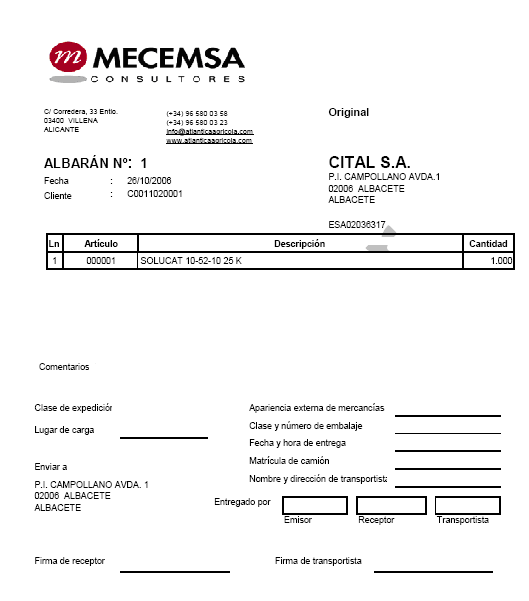 m MECEMSA
CONSULTORES
C/ Corredera, 33 Entlo.
03400 VILLENA
ALICANTE
(+34) 96 580 03 58
(+34) 96 580 03 23
info@atlanticaagricola.com
www.atlanticaagricola.com
Original
ALBARÁN Nº: 1
Fecha : 26/10/2006
Cliente : C0011020001
CITAL S.A.
P.I. CAMPOLLANO AVDA.1
02006 ALBACETE
ALBACETE
ESA02036317
Ln Artículo Descripción Cantidad
1 000001 SOLUCAT 10-52-10 25 K 1.000
Comentarios
Clase de expedición
Lugar de carga
Enviar a
P.I. CAMPOLLANO AVDA. 1
02006 ALBACETE
ALBACETE
Apariencia externa de mercancías
Clase y número de embalaje
Fecha y hora de entrega
Matrícula de camión
Nombre y dirección de transportista
Entregado por
Emisor Receptor Transportista
Firma de receptor Firma de transportista